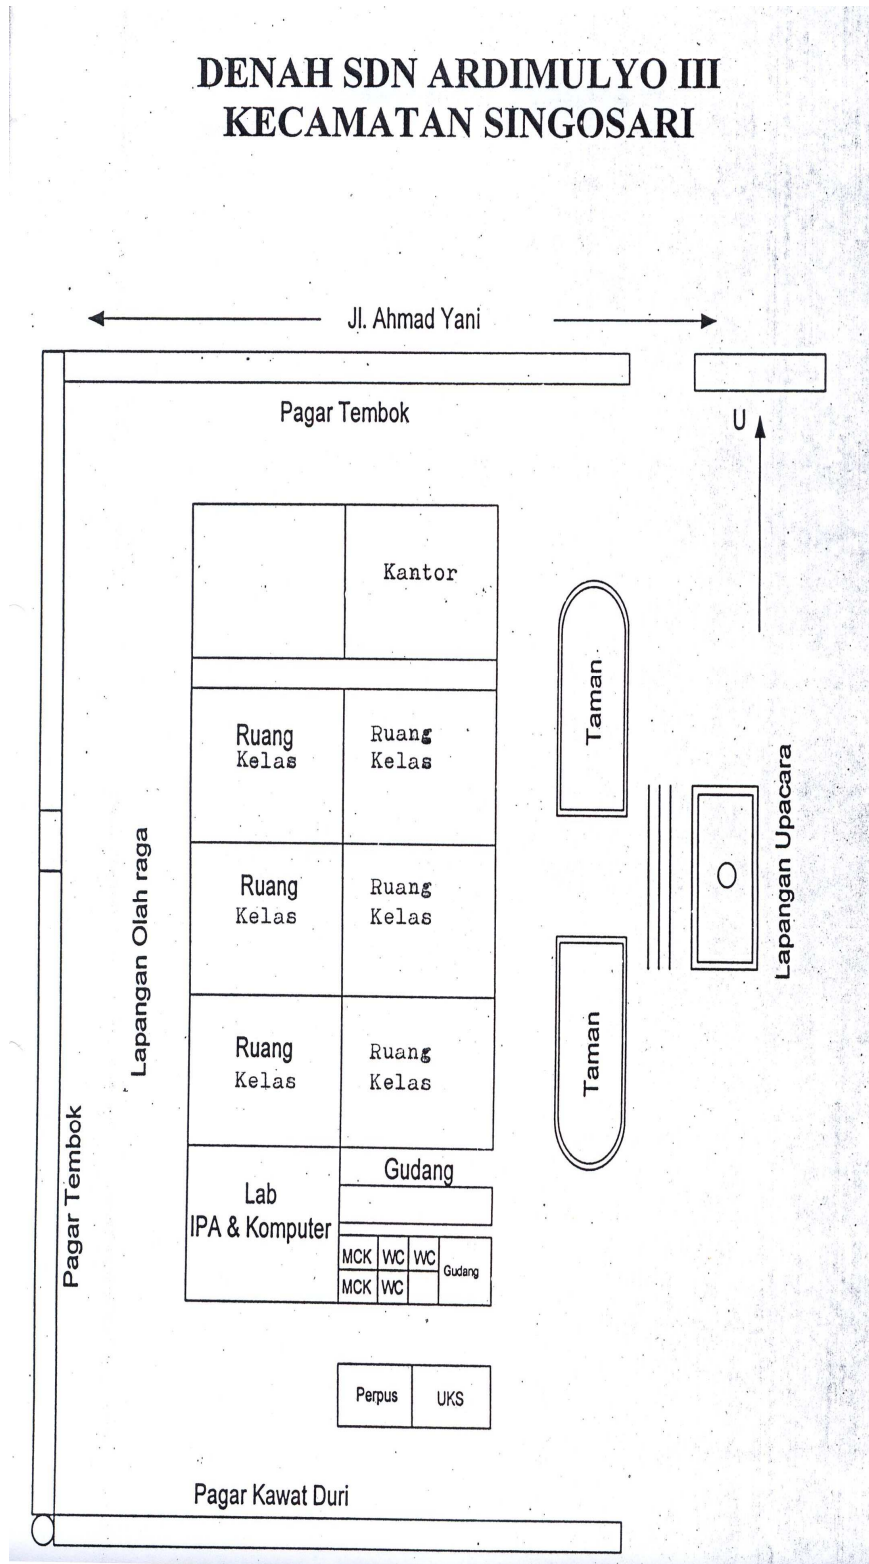 DENAH SDN ARDIMULYO III
KECAMATAN SINGOSARI
Jl. Ahmad Yani
Pagar Tembok
U
Kantor
Ruang
Kelas
Ruang
Kelas
Taman
Lapangan Upacara
Lapangan Olah raga
Ruang
Kelas
Ruang
Kelas
Ruang
Kelas
Ruang
Kelas
Taman
Pagar Tembok
Gudang
Lab
IPA & Komputer
MCK WC WC
Gudang
MCK WC
Perpus UKS
Pagar Kawat Duri